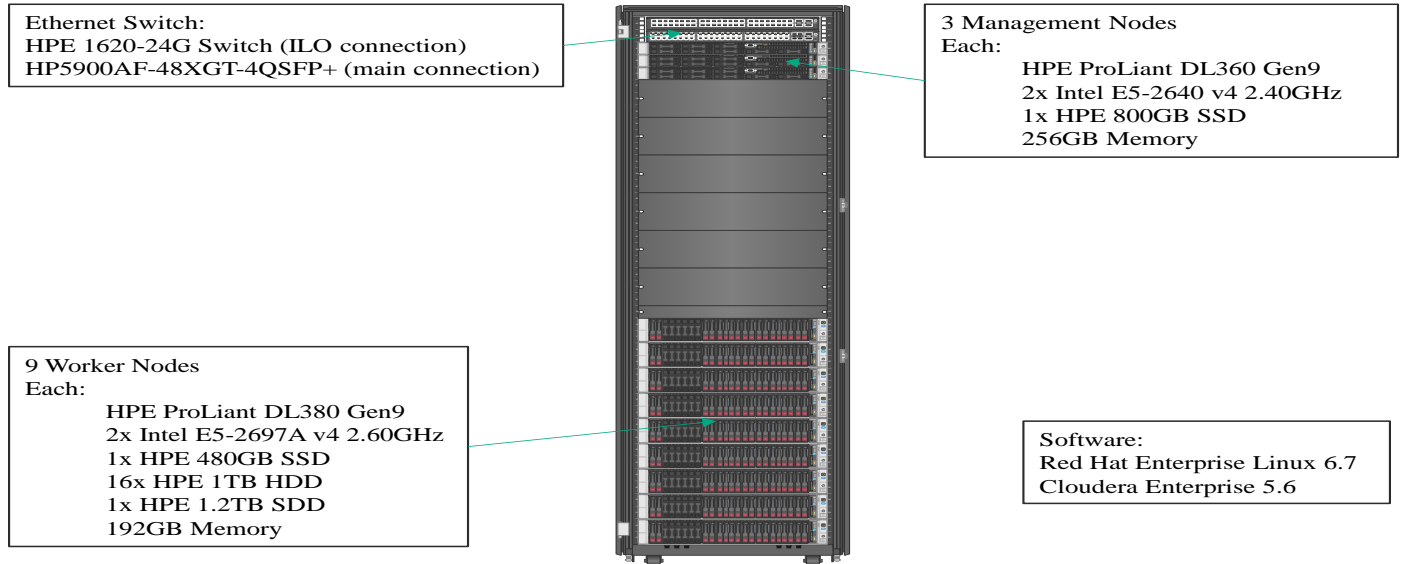 Ethernet Switch:
HPE 1620-24G Switch (ILO connection)
HP5900AF-48XGT-4QSFP+ (main connection)
3 Management Nodes
Each:
HPE ProLiant DL360 Gen9
2x Intel E5-2640 v4 2.40GHz
1x HPE 800GB SSD
256GB Memory
9 Worker Nodes
Each:
HPE ProLiant DL380 Gen9
2x Intel E5-2697A v4 2.60GHz
1x HPE 480GB SSD
16x HPE 1TB HDD
1x HPE 1.2TB SDD
192GB Memory
Software:
Red Hat Enterprise Linux 6.7
Cloudera Enterprise 5.6